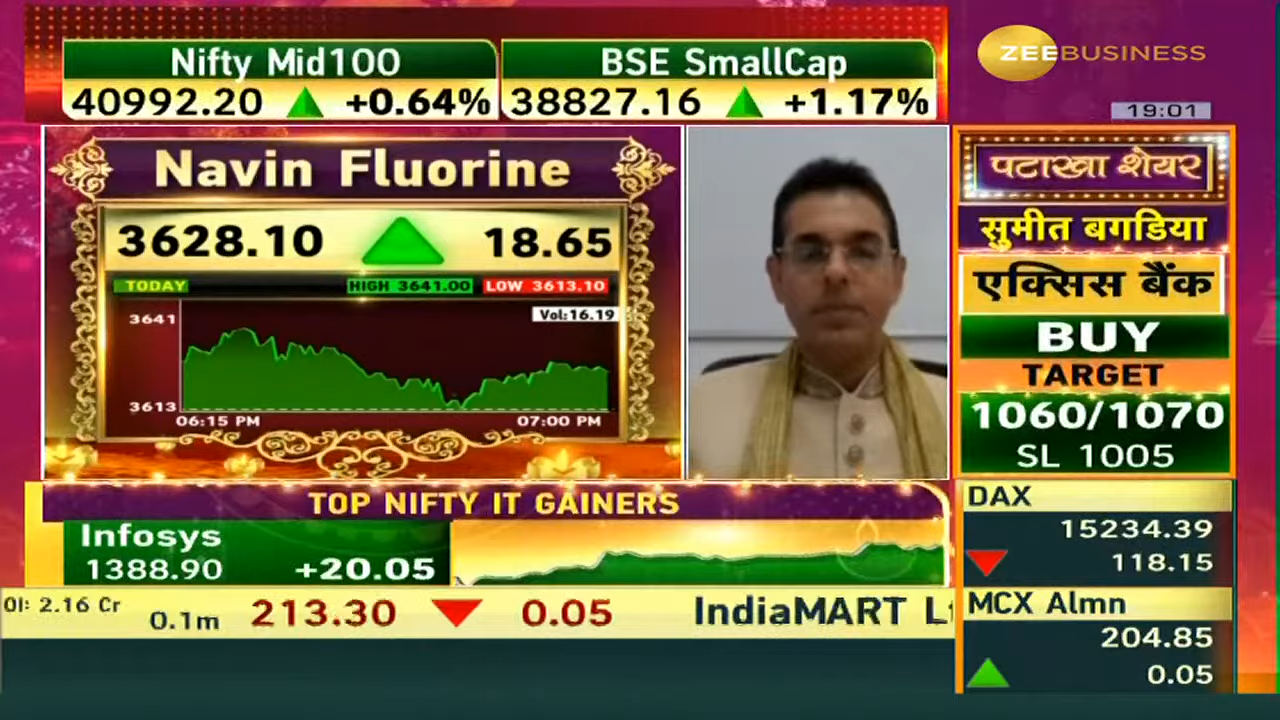 Nifty Mid100
40992.20 +0.64%
BSE SmallCap
38827.16 +1.17%
ZEEBUSINESS
19:01
Navin Fluorine
3628.10 18.65
TODAY HIGH 3641.00 LOW 3613.10
Vol:16.19
3641
3613
06:15 PM 07:00 PM
पटाखा शेयर
सुमीत बगडिया
एक्सिस बैंक
BUY
TARGET
1060/1070
SL 1005
TOP NIFTY IT GAINERS
Infosys
1388.90 +20.05
OI: 2.16 Cr
0.1m 213.30 0.05 IndiaMART
DAX
15234.39
118.15
MCX Almn
204.85
0.05